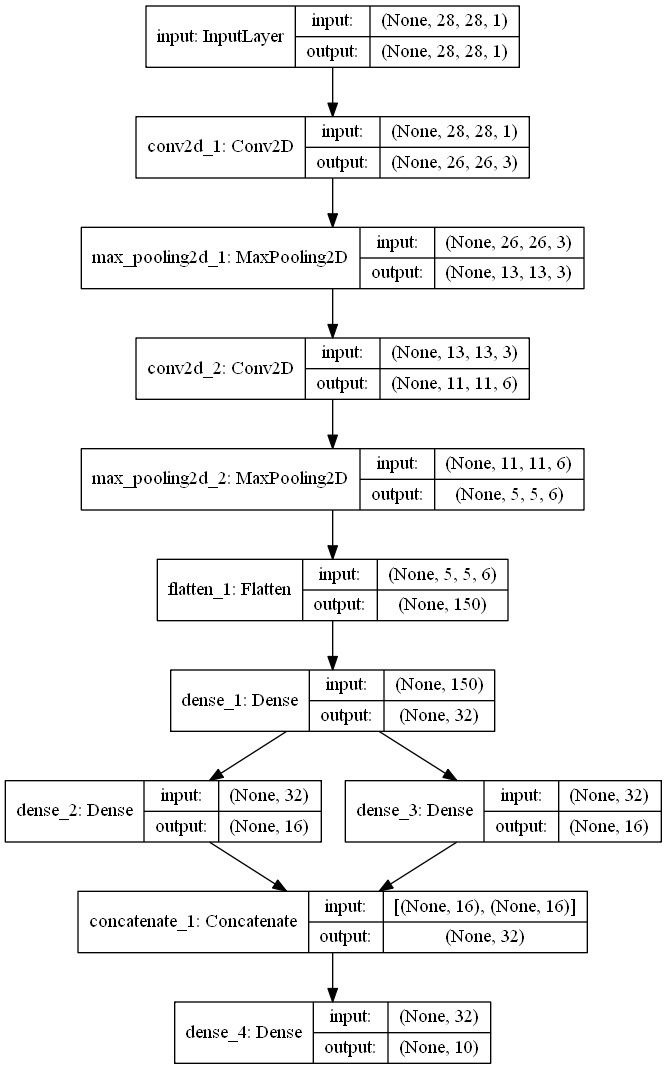 input: InputLayer
input: (None, 28, 28, 1)
output: (None, 28, 28, 1)
conv2d_1: Conv2D
input: (None, 28, 28, 1)
output: (None, 26, 26, 3)
max_pooling2d_1: MaxPooling2D
input: (None, 26, 26, 3)
output: (None, 13, 13, 3)
conv2d_2: Conv2D
input: (None, 13, 13, 3)
output: (None, 11, 11, 6)
max_pooling2d_2: MaxPooling2D
input: (None, 11, 11, 6)
output: (None, 5, 5, 6)
flatten_1: Flatten
input: (None, 5, 5, 6)
output: (None, 150)
dense_1: Dense
input: (None, 150)
output: (None, 32)
dense_2: Dense
input: (None, 32)
output: (None, 16)
dense_3: Dense
input: (None, 32)
output: (None, 16)
concatenate_1: Concatenate
input: [(None, 16), (None, 16)]
output: (None, 32)
dense_4: Dense
input: (None, 32)
output: (None, 10)